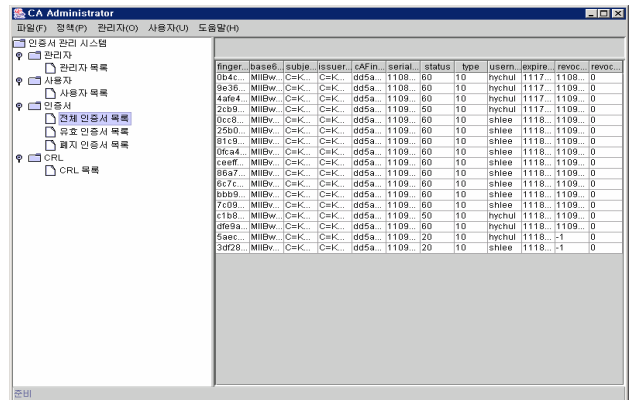 CA Administrator
파일(F) 정책(P) 관리자(O) 사용자(U) 도움말(H)
인증서 관리 시스템
관리자
관리자 목록
사용자
사용자 목록
인증서
전체 인증서 목록
유효 인증서 목록
폐지 인증서 목록
CRL
CRL 목록
finger... base6... subje... issuer... cAFin... serial... status type usern... expire... revoc... revoc...
0b4c... MIIBw... C=K... C=K... dd5a... 1108... 60 10 hychul 1117... 1108... 0
9e36... MIIBw... C=K... C=K... dd5a... 1108... 60 10 hychul 1117... 1109... 0
4afe4... MIIBw... C=K... C=K... dd5a... 1109... 60 10 hychul 1117... 1109... 0
2cb9... MIIBw... C=K... C=K... dd5a... 1109... 50 10 hychul 1117... 1109... 0
0cc8... MIIBv... C=K... C=K... dd5a... 1109... 60 10 shlee 1118... 1109... 0
25b0... MIIBv... C=K... C=K... dd5a... 1109... 60 10 shlee 1118... 1109... 0
81c9... MIIBv... C=K... C=K... dd5a... 1109... 60 10 shlee 1118... 1109... 0
0fca4... MIIBv... C=K... C=K... dd5a... 1109... 60 10 shlee 1118... 1109... 0
ceeff... MIIBv... C=K... C=K... dd5a... 1109... 60 10 shlee 1118... 1109... 0
86a7... MIIBv... C=K... C=K... dd5a... 1109... 60 10 shlee 1118... 1109... 0
6c7c... MIIBv... C=K... C=K... dd5a... 1109... 60 10 shlee 1118... 1109... 0
bbb9... MIIBv... C=K... C=K... dd5a... 1109... 60 10 shlee 1118... 1109... 0
7c09... MIIBv... C=K... C=K... dd5a... 1109... 60 10 shlee 1118... 1109... 0
c1b8... MIIBw... C=K... C=K... dd5a... 1109... 50 10 hychul 1118... 1109... 0
dfe9a... MIIBw... C=K... C=K... dd5a... 1109... 60 10 hychul 1118... 1109... 0
5aec... MIIBw... C=K... C=K... dd5a... 1109... 20 10 hychul 1118... -1 0
3df28... MIIBv... C=K... C=K... dd5a... 1109... 20 10 shlee 1118... -1 0
준비